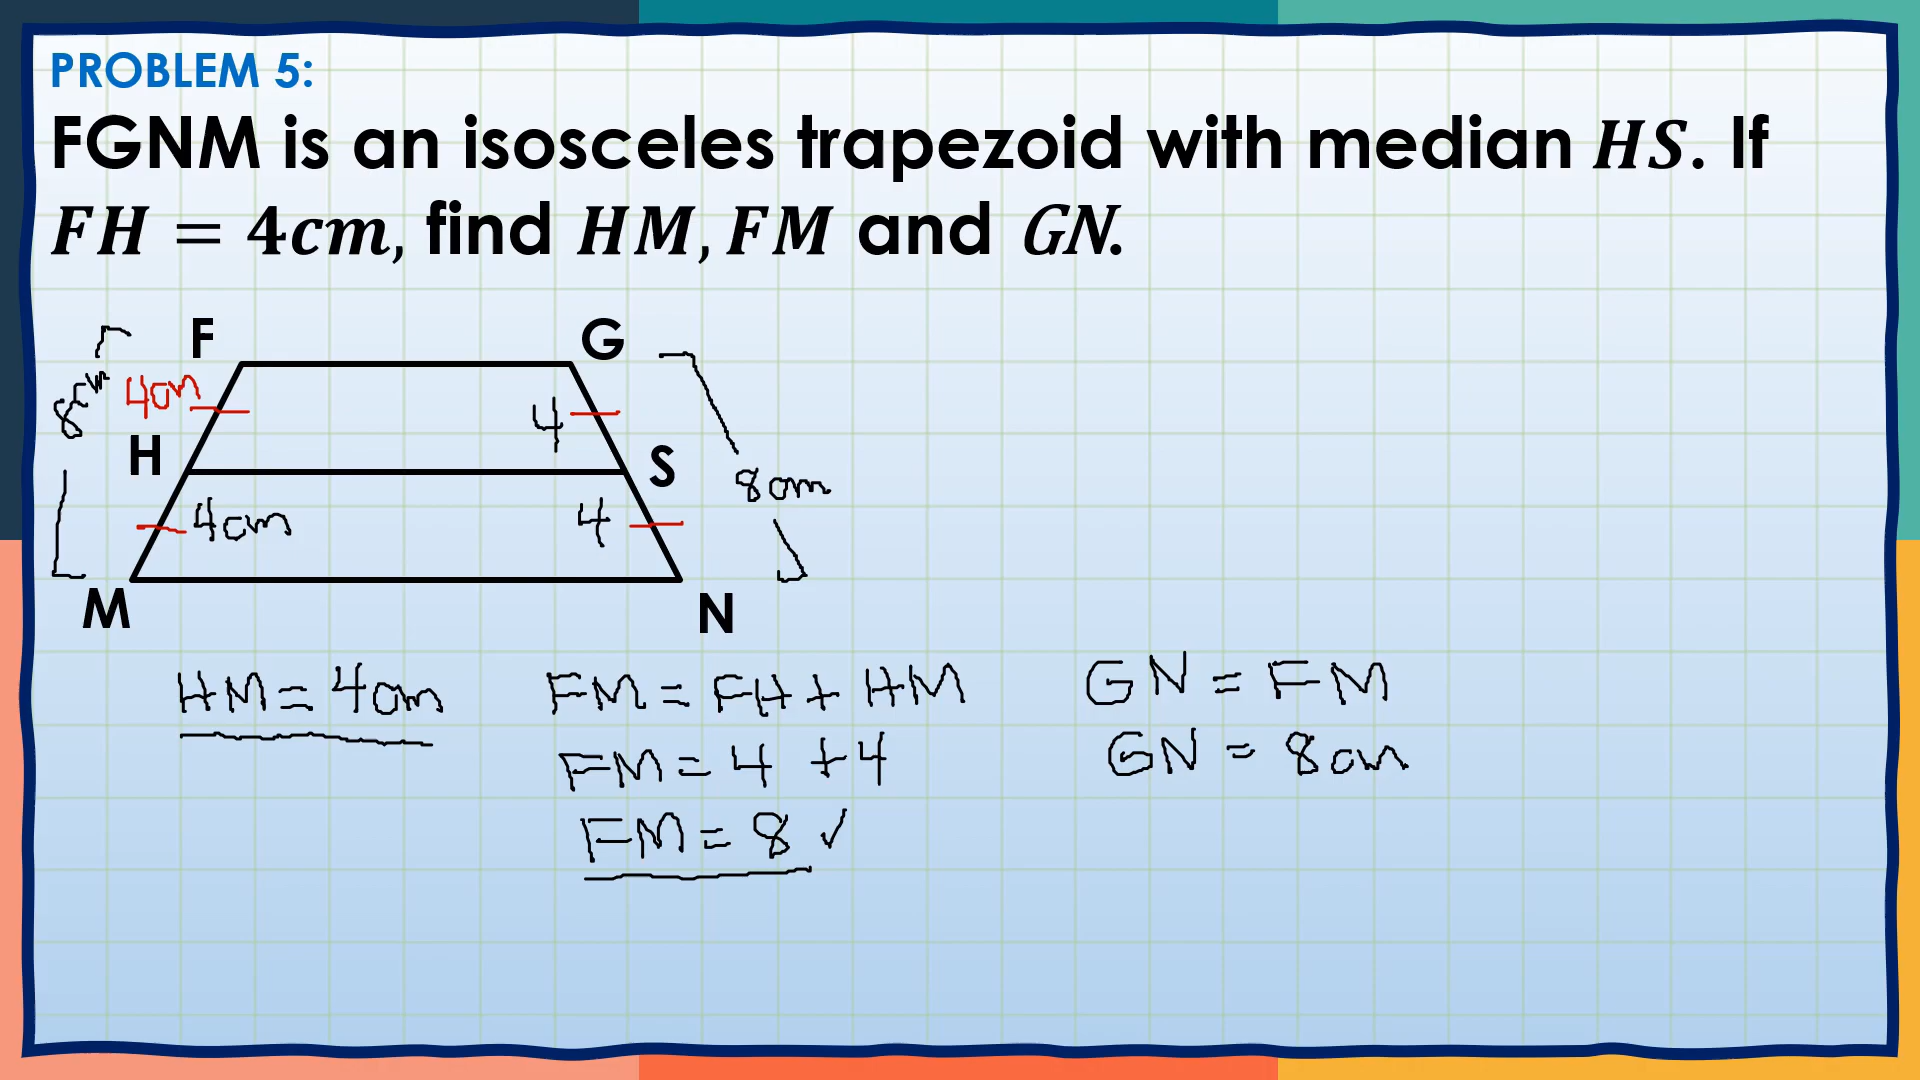 PROBLEM 5:
FGNM is an isosceles trapezoid with median HS. If
FH = 4cm, find HM, FM and GN.
F
G
8cm
4cm
4
H
S
8cm
4cm
4
M
N
HM = 4cm
FM = FH + HM
FM = 4 + 4
FM = 8 ✓
GN = FM
GN = 8cm